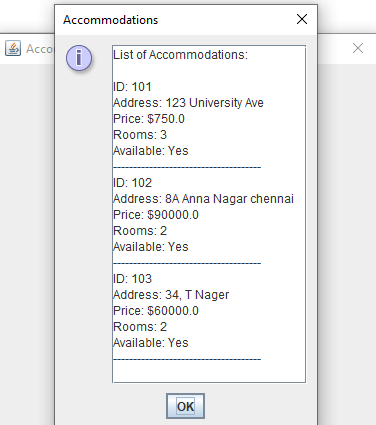 Accommodations
Acco
List of Accommodations:
ID: 101
Address: 123 University Ave
Price: $750.0
Rooms: 3
Available: Yes
----------------------------------------
ID: 102
Address: 8A Anna Nagar chennai
Price: $90000.0
Rooms: 2
Available: Yes
----------------------------------------
ID: 103
Address: 34, T Nager
Price: $60000.0
Rooms: 2
Available: Yes
----------------------------------------
OK